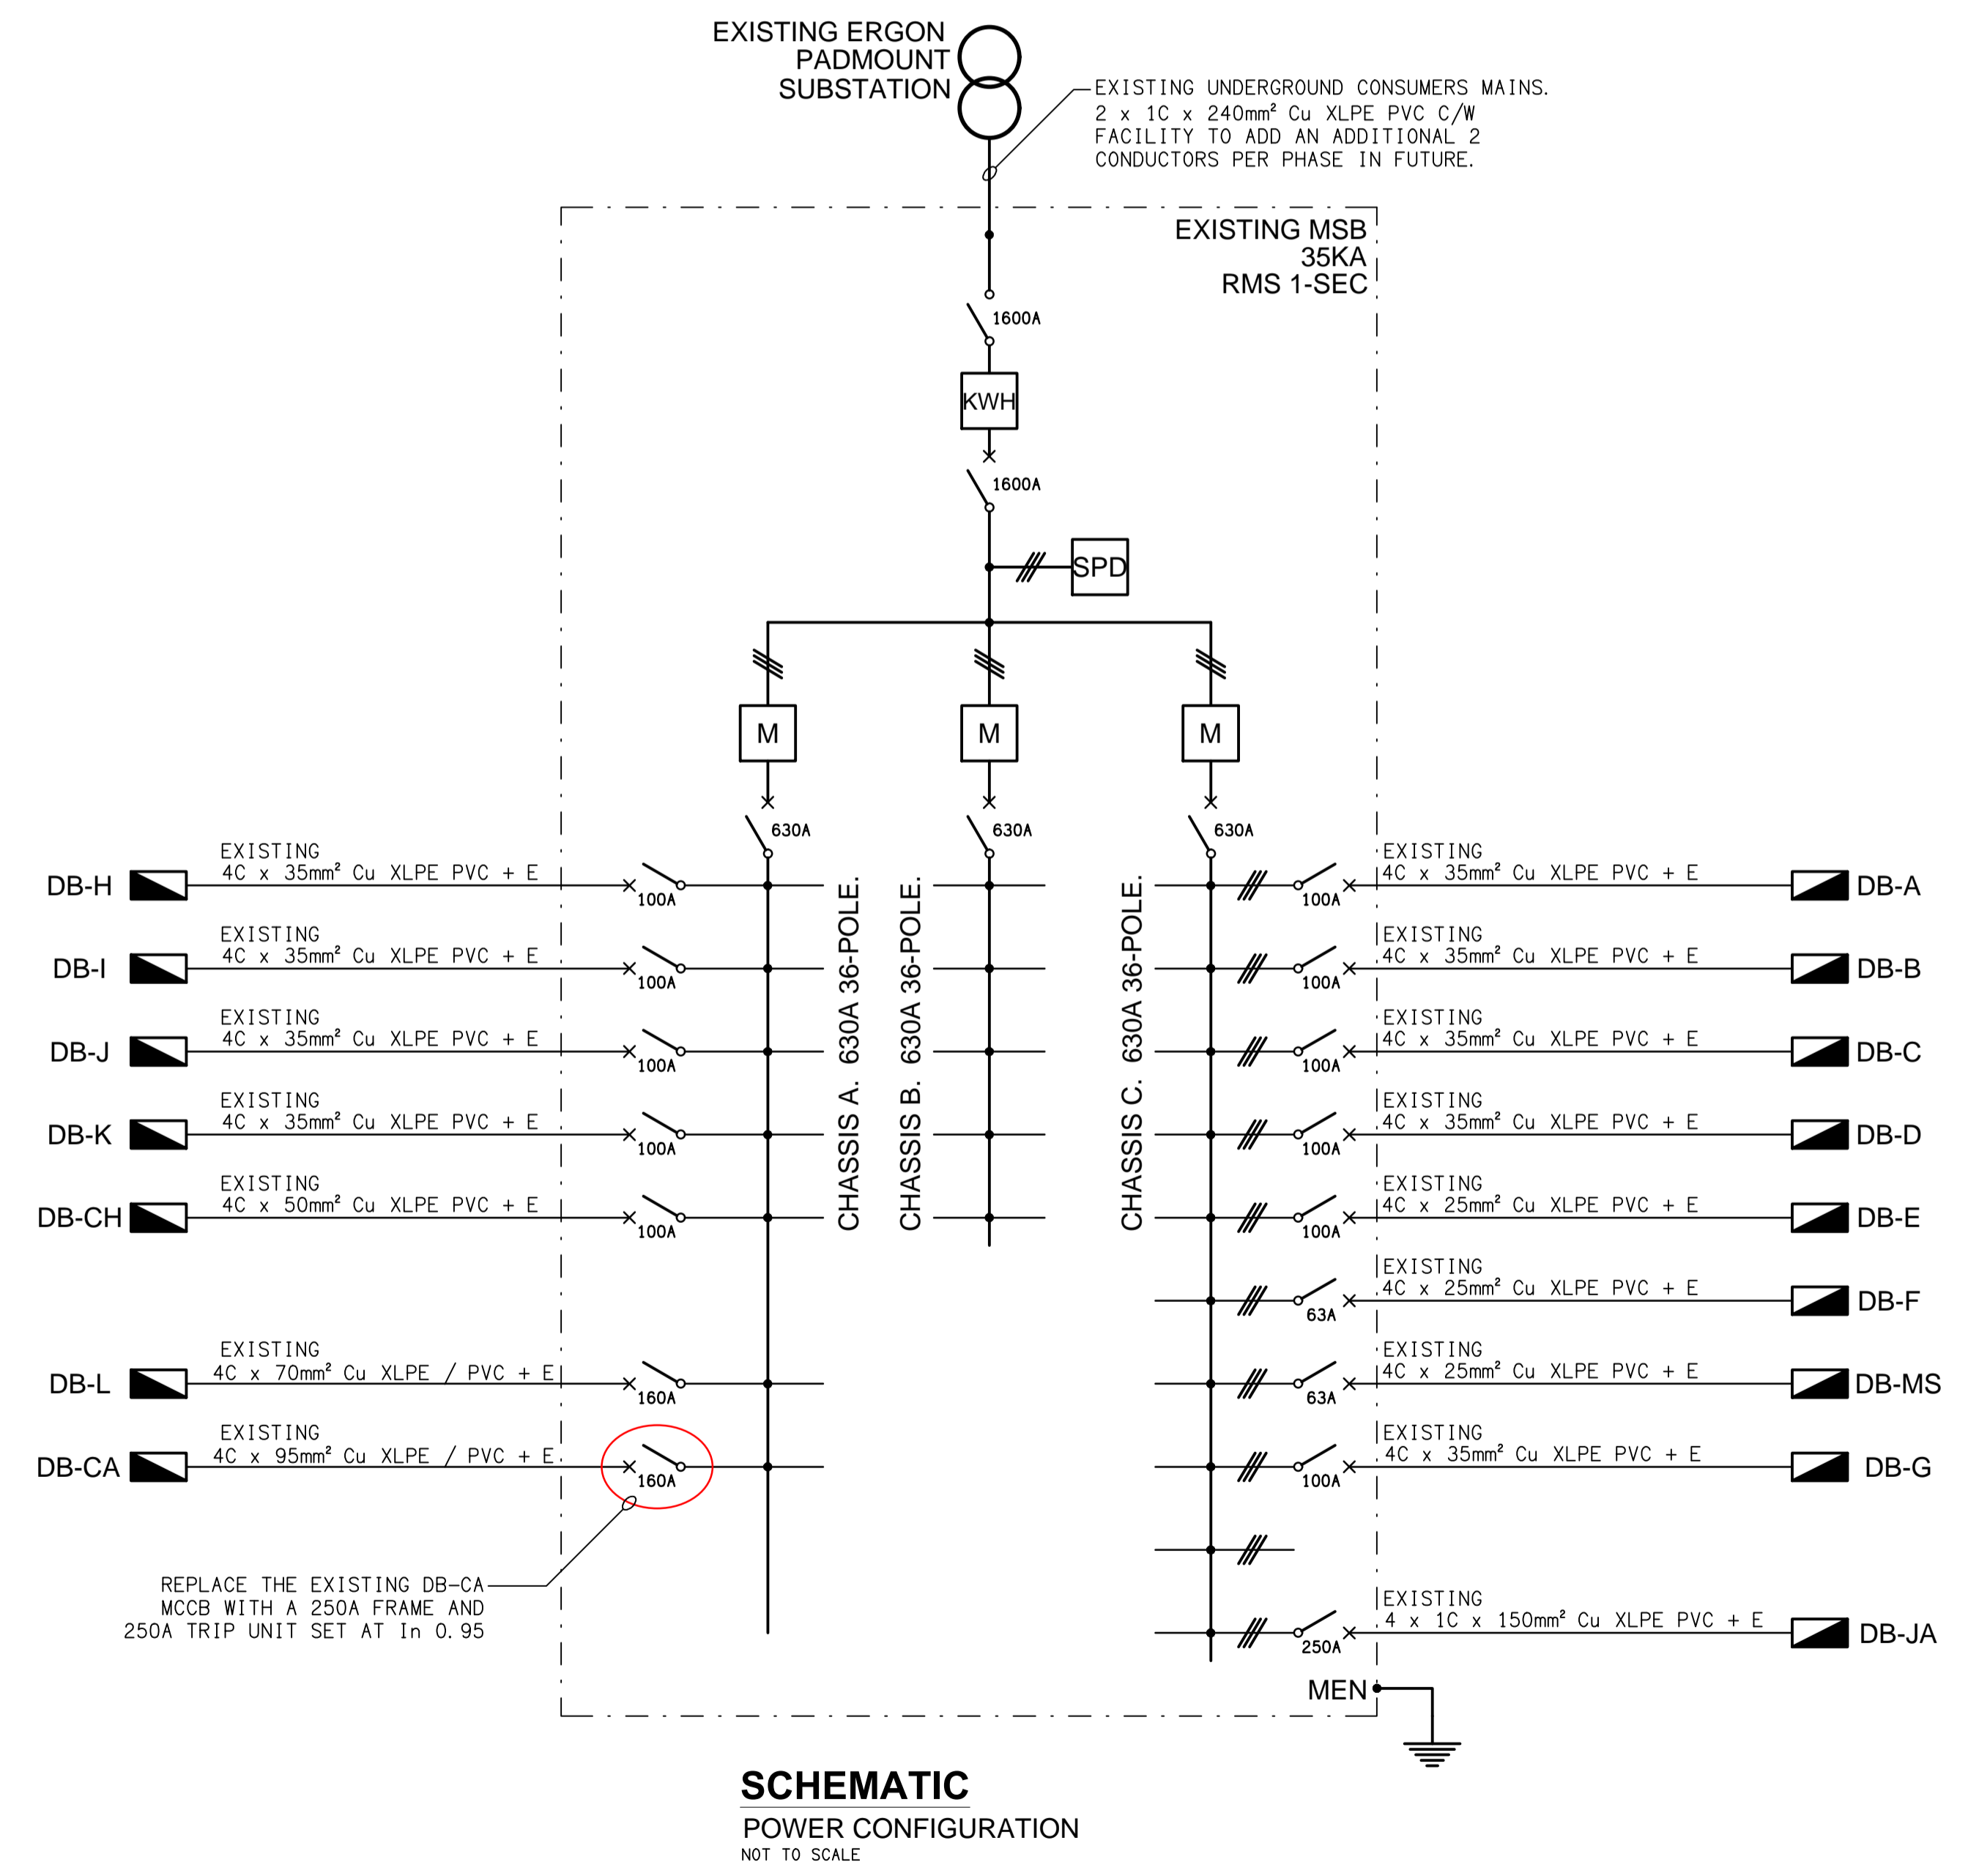 EXISTING ERGON
PADMOUNT
SUBSTATION
EXISTING UNDERGROUND CONSUMERS MAINS.
2 x 1C x 240mm² Cu XLPE PVC C/W
FACILITY TO ADD AN ADDITIONAL 2
CONDUCTORS PER PHASE IN FUTURE.
EXISTING MSB
35KA
RMS 1-SEC
1600A
KWH
1600A
SPD
M
M
M
630A
630A
630A
CHASSIS A. 630A 36-POLE.
CHASSIS B. 630A 36-POLE.
CHASSIS C. 630A 36-POLE.
DB-H
EXISTING
4C x 35mm² Cu XLPE PVC + E
100A
DB-I
EXISTING
4C x 35mm² Cu XLPE PVC + E
100A
DB-J
EXISTING
4C x 35mm² Cu XLPE PVC + E
100A
DB-K
EXISTING
4C x 35mm² Cu XLPE PVC + E
100A
DB-CH
EXISTING
4C x 50mm² Cu XLPE PVC + E
100A
DB-L
EXISTING
4C x 70mm² Cu XLPE / PVC + E
160A
DB-CA
EXISTING
4C x 95mm² Cu XLPE / PVC + E
160A
REPLACE THE EXISTING DB-CA
MCCB WITH A 250A FRAME AND
250A TRIP UNIT SET AT In 0.95
100A
EXISTING
4C x 35mm² Cu XLPE PVC + E
DB-A
100A
EXISTING
4C x 35mm² Cu XLPE PVC + E
DB-B
100A
EXISTING
4C x 35mm² Cu XLPE PVC + E
DB-C
100A
EXISTING
4C x 35mm² Cu XLPE PVC + E
DB-D
100A
EXISTING
4C x 25mm² Cu XLPE PVC + E
DB-E
63A
EXISTING
4C x 25mm² Cu XLPE PVC + E
DB-F
63A
EXISTING
4C x 25mm² Cu XLPE PVC + E
DB-MS
100A
EXISTING
4C x 35mm² Cu XLPE PVC + E
DB-G
250A
EXISTING
4 x 1C x 150mm² Cu XLPE PVC + E
DB-JA
MEN
SCHEMATIC
POWER CONFIGURATION
NOT TO SCALE